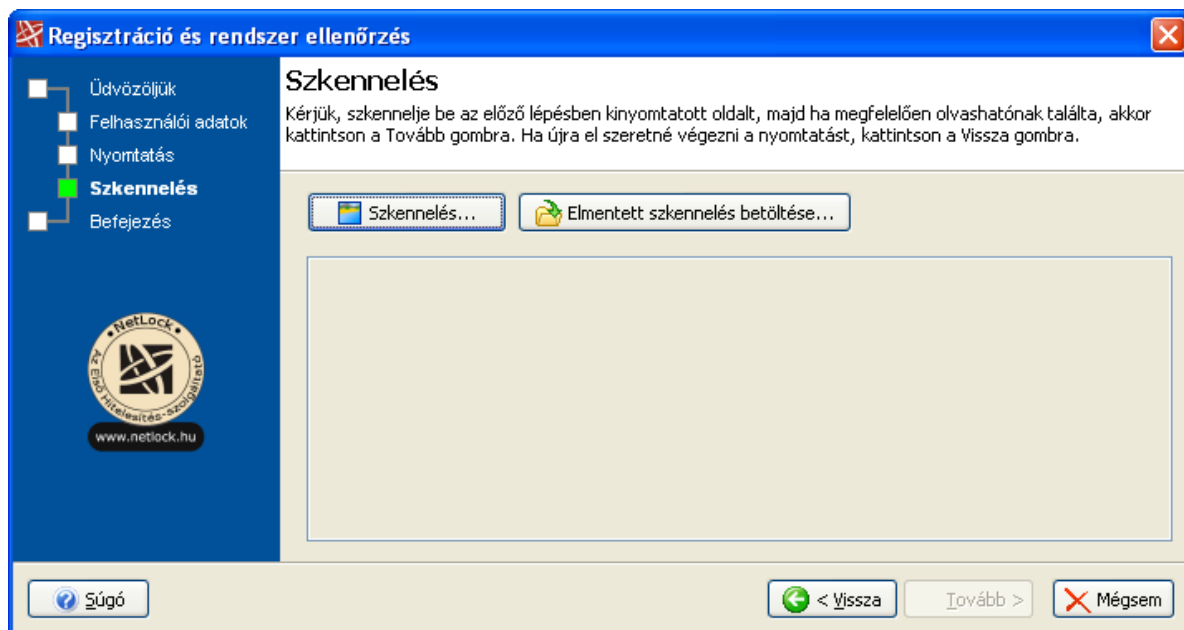 Regisztráció és rendszer ellenőrzés
Üdvözöljük
Felhasználói adatok
Nyomtatás
Szkennelés
Befejezés
NetLock
Az Első Hitelesítés-szolgáltató
www.netlock.hu
Szkennelés
Kérjük, szkennelje be az előző lépésben kinyomtatott oldalt, majd ha megfelelően olvashatónak találta, akkor
kattintson a Tovább gombra. Ha újra el szeretné végezni a nyomtatást, kattintson a Vissza gombra.
Szkennelés...
Elmentett szkennelés betöltése...
Súgó
< Vissza
Tovább >
Mégsem